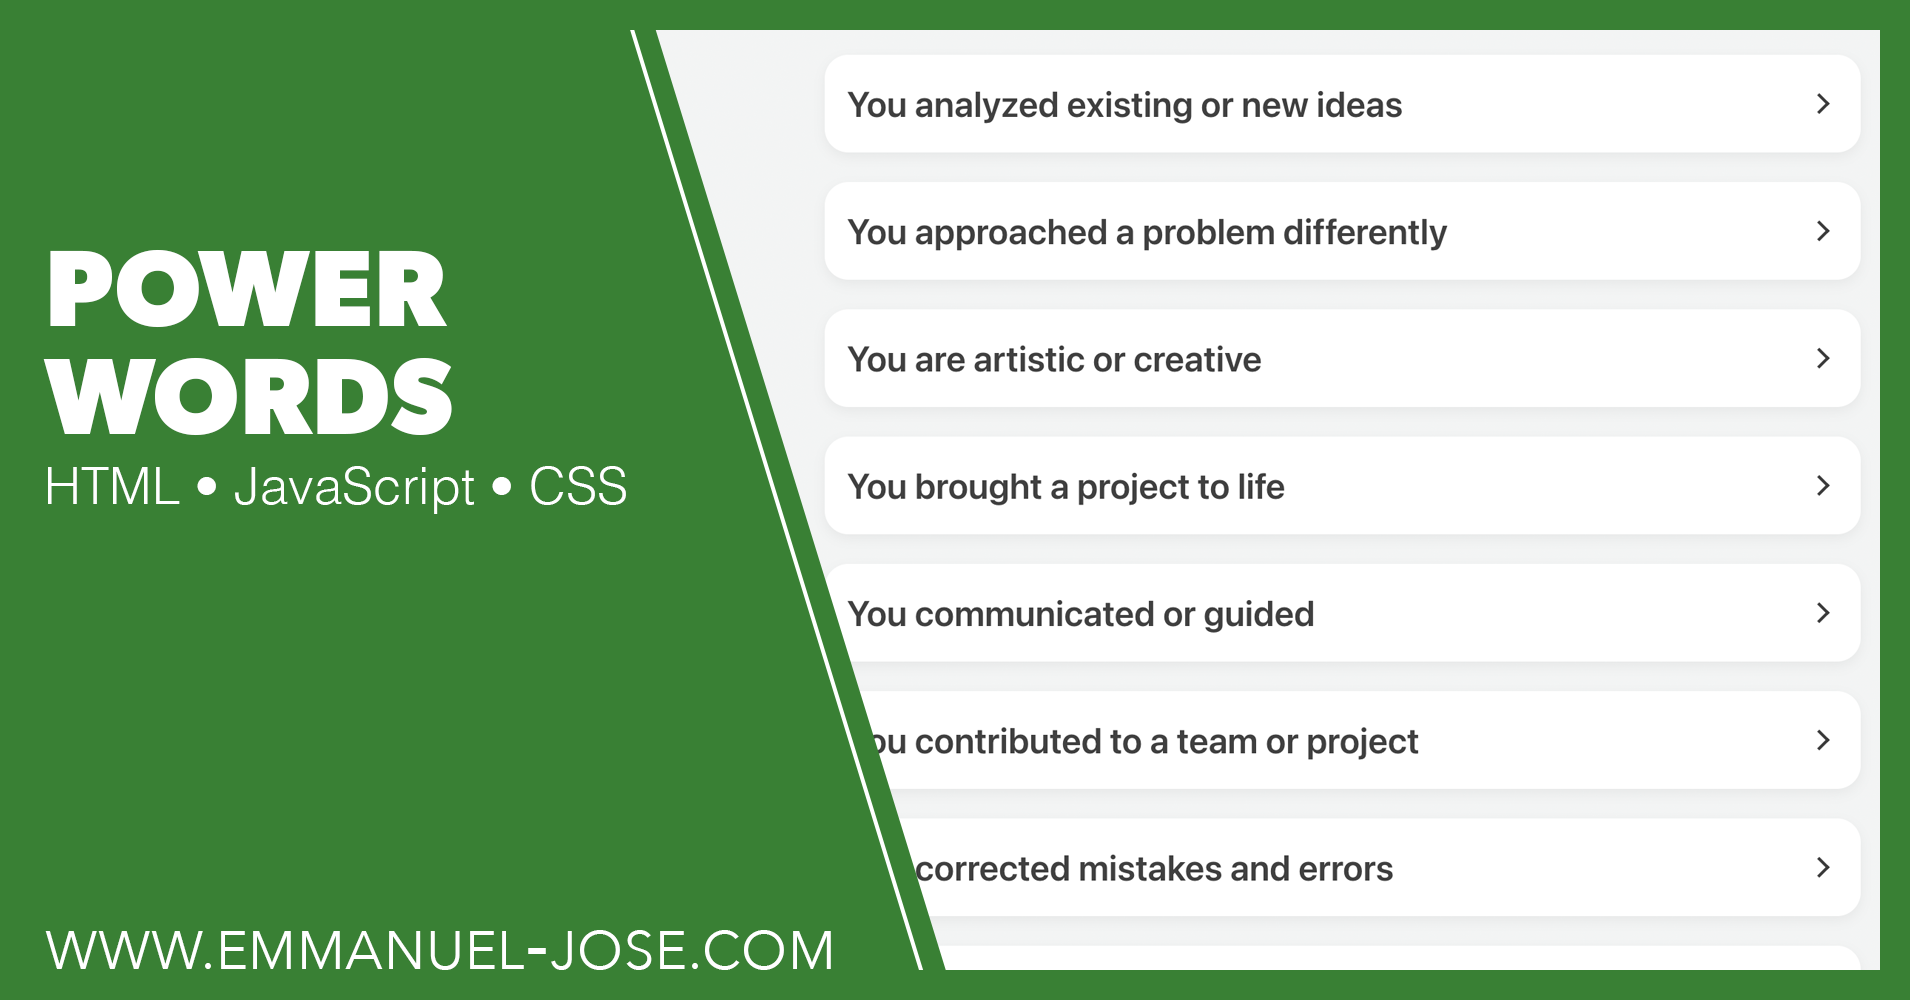 POWER
WORDS
HTML • JavaScript • CSS
WWW.EMMANUEL-JOSE.COM
You analyzed existing or new ideas
You approached a problem differently
You are artistic or creative
You brought a project to life
You communicated or guided
ou contributed to a team or project
corrected mistakes and errors